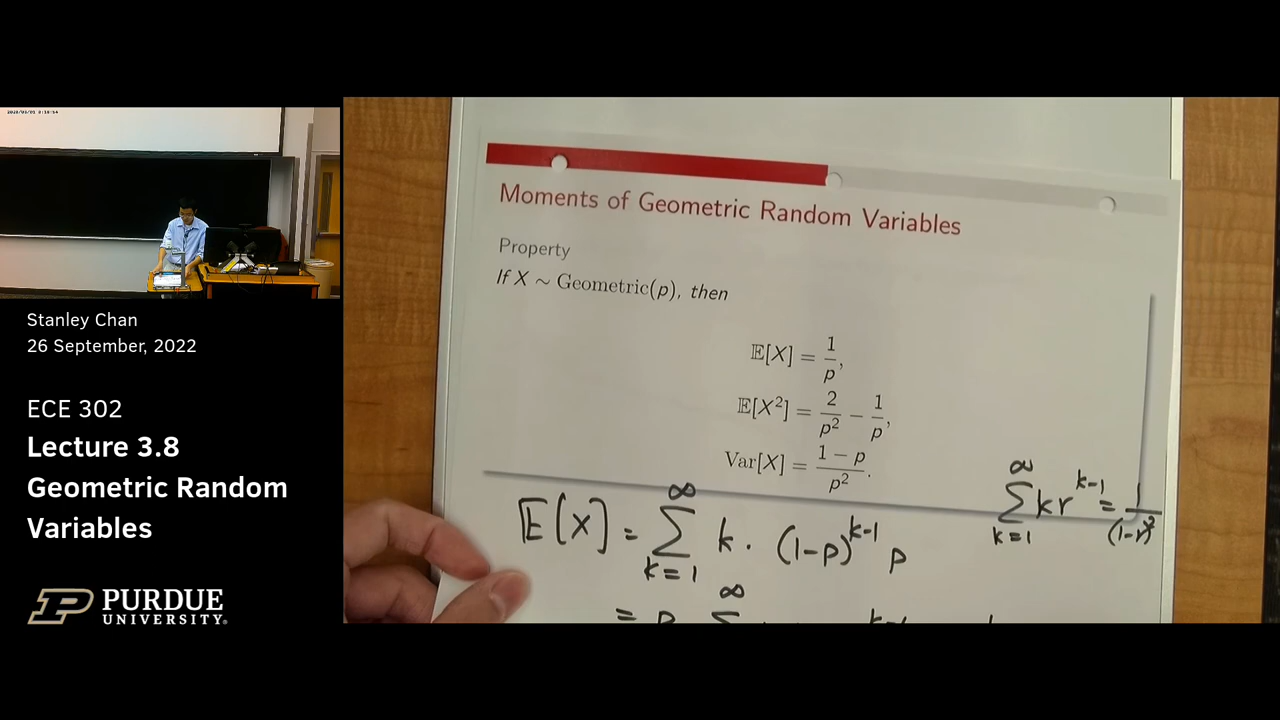 Stanley Chan
26 September, 2022
ECE 302
Lecture 3.8
Geometric Random
Variables
PURDUE
UNIVERSITY®
Moments of Geometric Random Variables
Property
If X ∼ Geometric(p), then
𝔼[X] = 1/p,
𝔼[X²] = 2/p² − 1/p,
Var[X] = (1 − p)/p².
∑_{k=1}^{∞} kr^{k-1} = 1/(1-r)²
𝔼[X] = ∑_{k=1}^{∞} k · (1-p)^{k-1} p